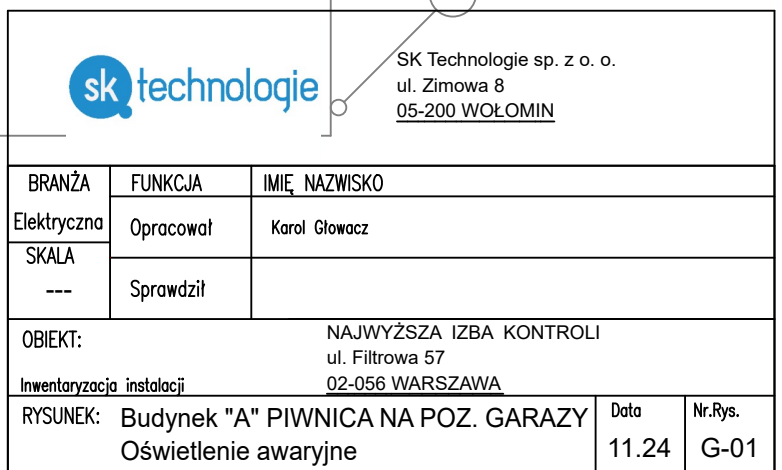 sk technologie
SK Technologie sp. z o. o.
ul. Zimowa 8
05-200 WOŁOMIN
BRANŻA FUNKCJA IMIĘ NAZWISKO
Elektryczna Opracował Karol Głowacz
SKALA
--- Sprawdził
OBIEKT: NAJWYŻSZA IZBA KONTROLI
ul. Filtrowa 57
Inwentaryzacja instalacji 02-056 WARSZAWA
RYSUNEK: Budynek "A" PIWNICA NA POZ. GARAZY Data Nr.Rys.
Oświetlenie awaryjne 11.24 G-01